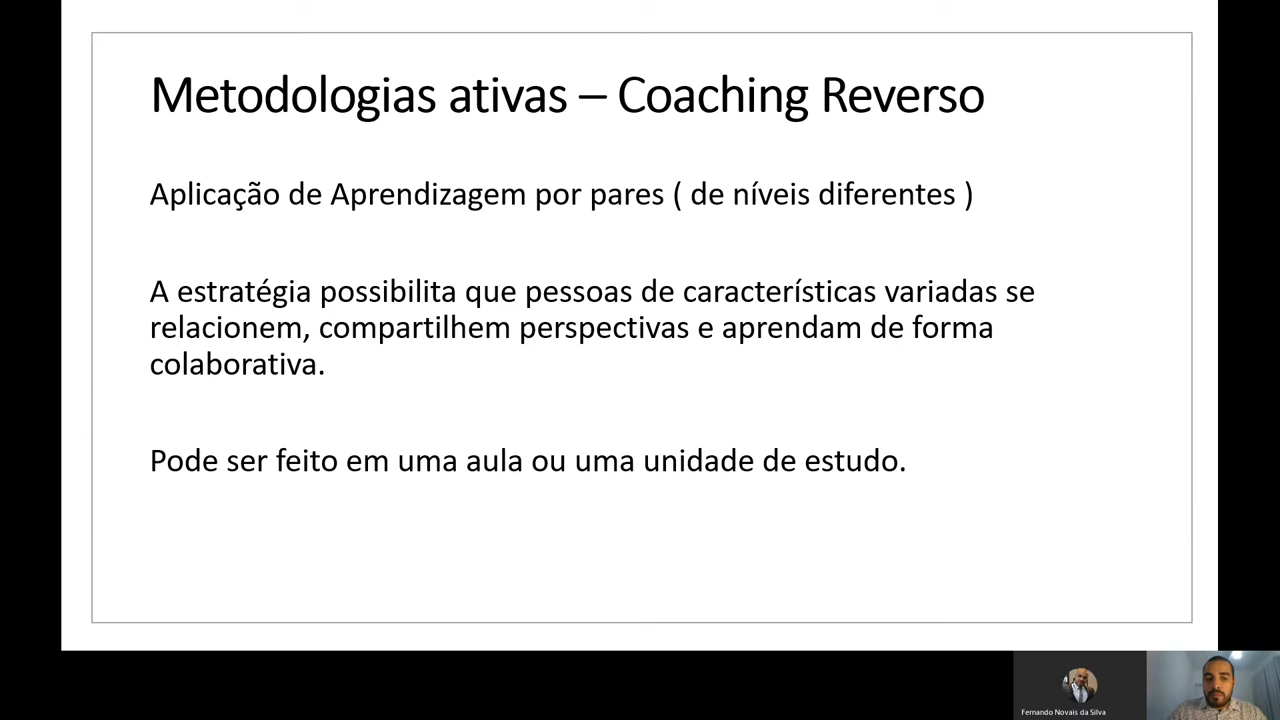 Metodologias ativas – Coaching Reverso
Aplicação de Aprendizagem por pares ( de níveis diferentes )
A estratégia possibilita que pessoas de características variadas se
relacionem, compartilhem perspectivas e aprendam de forma
colaborativa.
Pode ser feito em uma aula ou uma unidade de estudo.
Fernando Novais da Silva